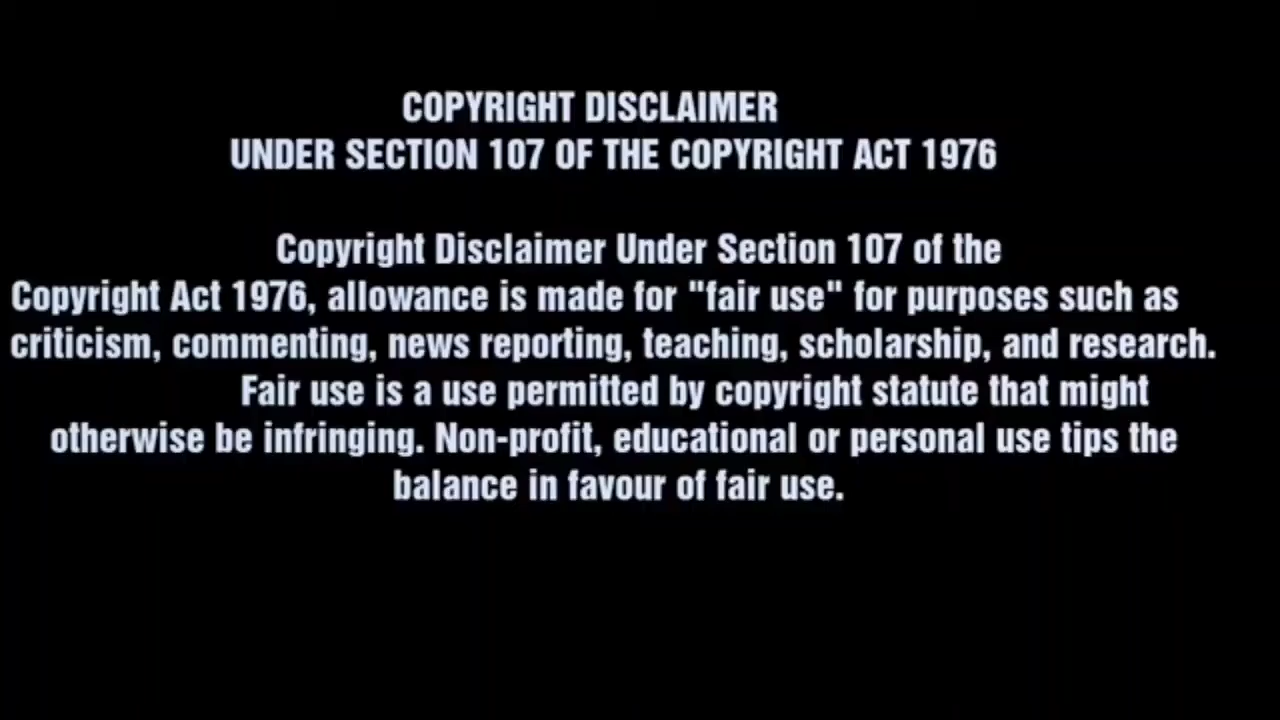 COPYRIGHT DISCLAIMER
UNDER SECTION 107 OF THE COPYRIGHT ACT 1976
Copyright Disclaimer Under Section 107 of the
Copyright Act 1976, allowance is made for "fair use" for purposes such as
criticism, commenting, news reporting, teaching, scholarship, and research.
Fair use is a use permitted by copyright statute that might
otherwise be infringing. Non-profit, educational or personal use tips the
balance in favour of fair use.